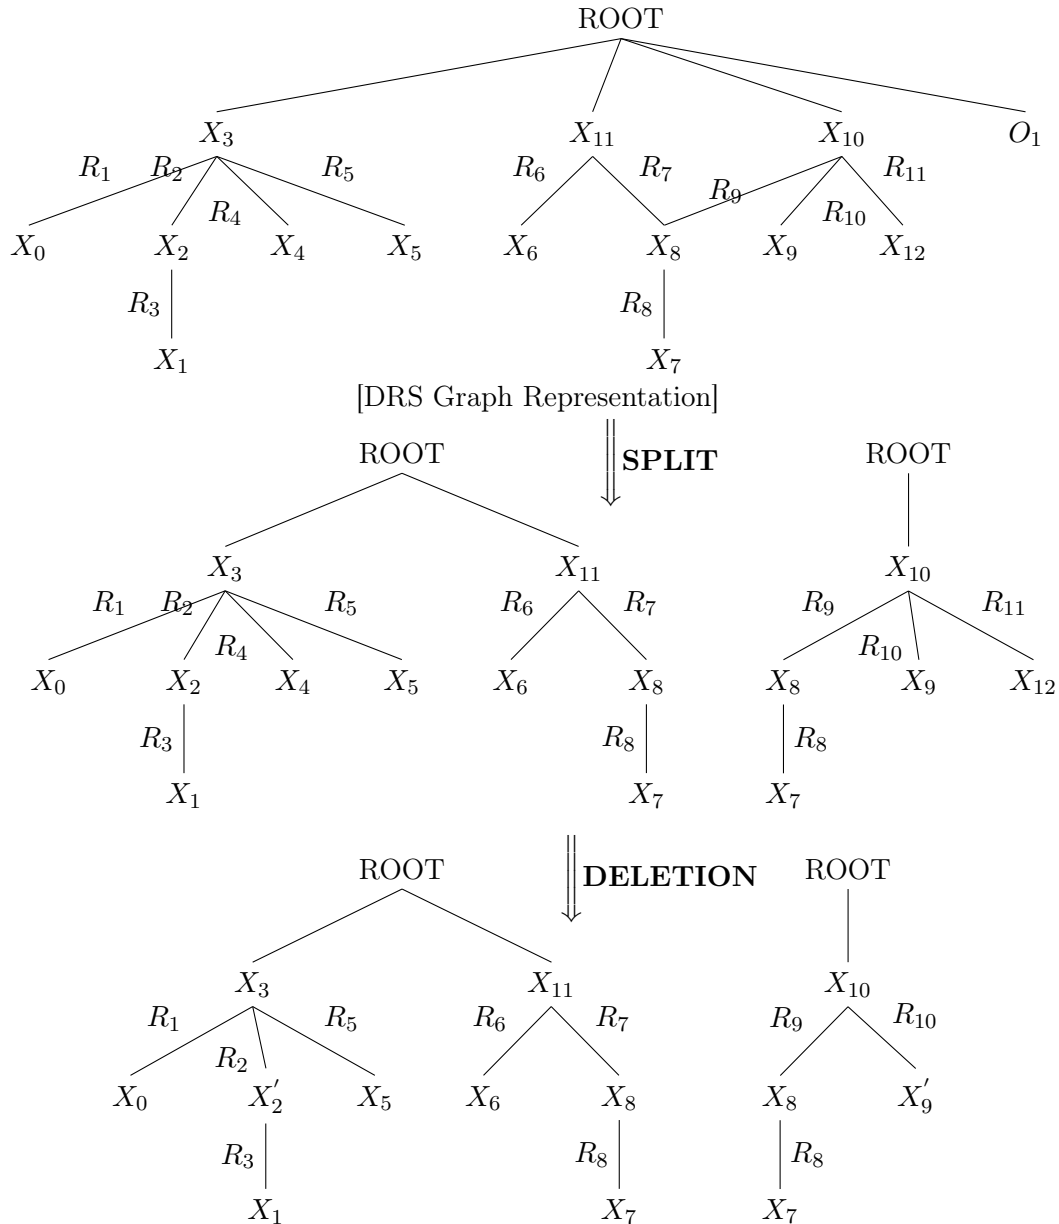 ROOT
X3 X11 X10 O1
R1 R2 R5 R6 R7 R11
R9
R4 R10
X0 X2 X4 X5 X6 X8 X9 X12
R3 R8
X1 X7
[DRS Graph Representation]
ROOT SPLIT ROOT
X3 X11 X10
R1 R2 R5 R6 R7 R9 R11
R4 R10
X0 X2 X4 X5 X6 X8 X8 X9 X12
R3 R8 R8
X1 X7 X7
ROOT DELETION ROOT
X3 X11 X10
R1 R5 R6 R7 R9 R10
R2
X0 X2' X5 X6 X8 X8 X9'
R3 R8 R8
X1 X7 X7